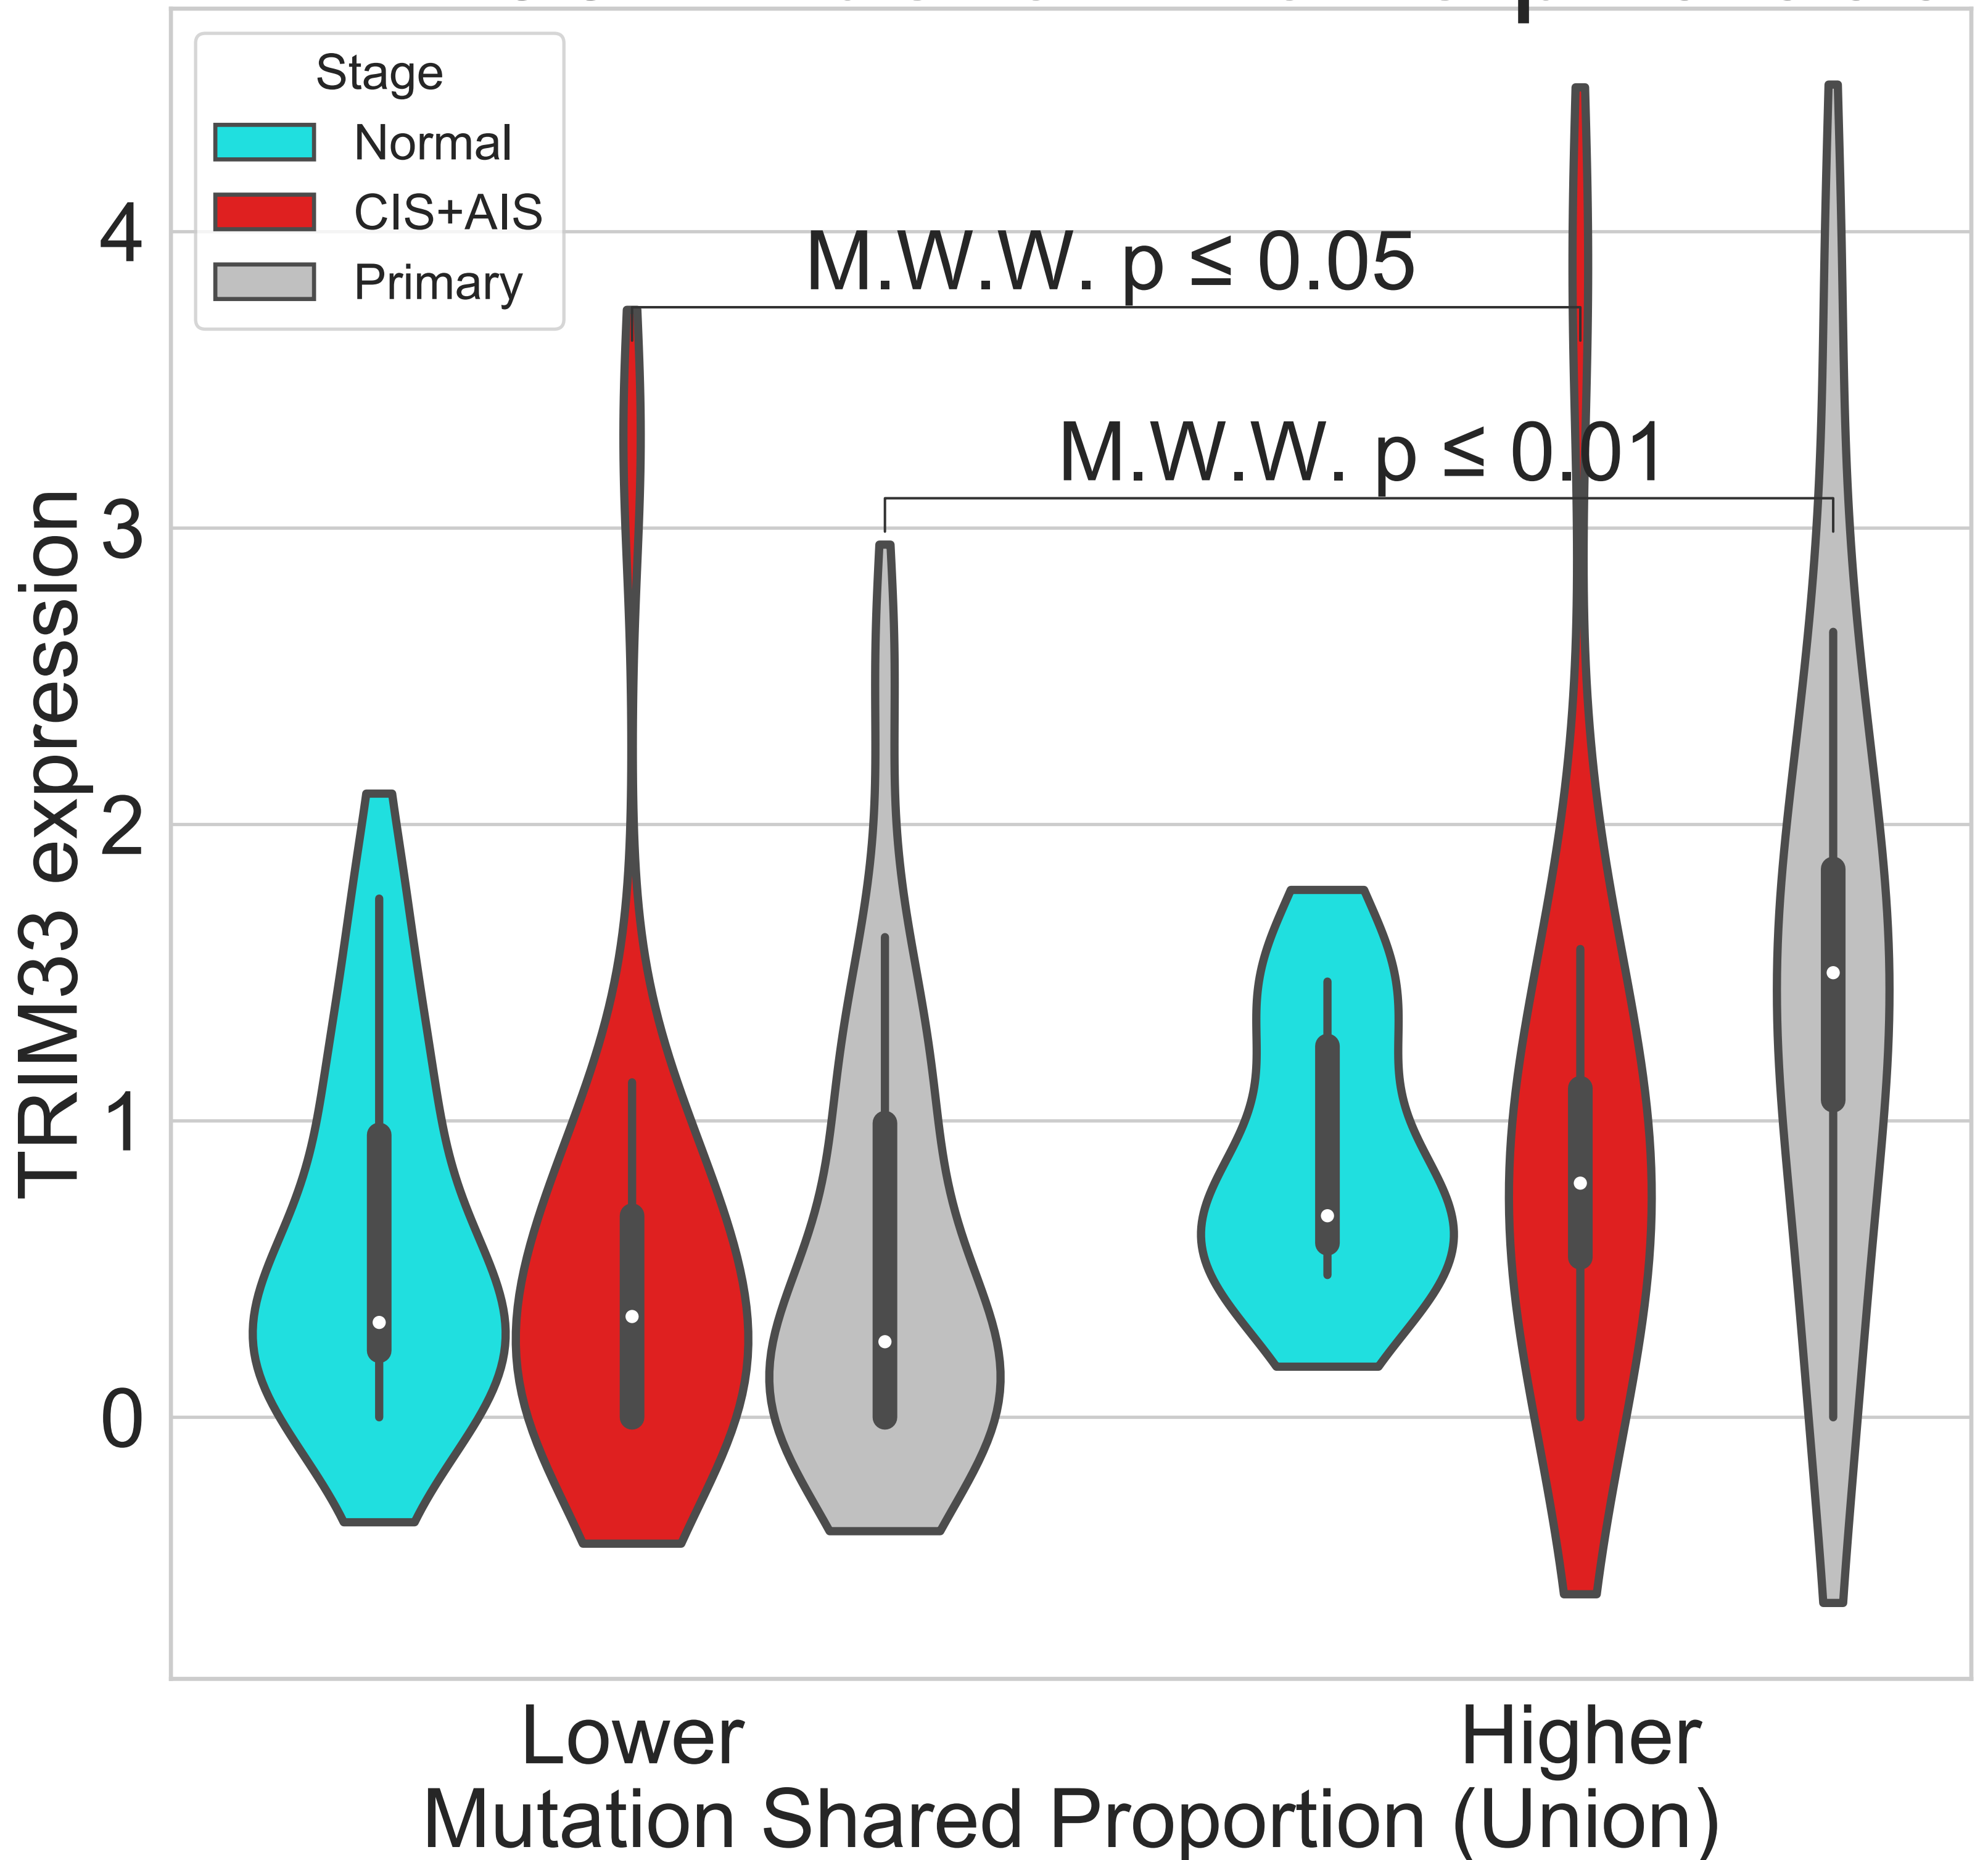 Stage
Normal
CIS+AIS
Primary
M.W.W. p ≤ 0.05
M.W.W. p ≤ 0.01
TRIM33 expression
4
3
2
1
0
Lower
Higher
Mutation Shared Proportion (Union)